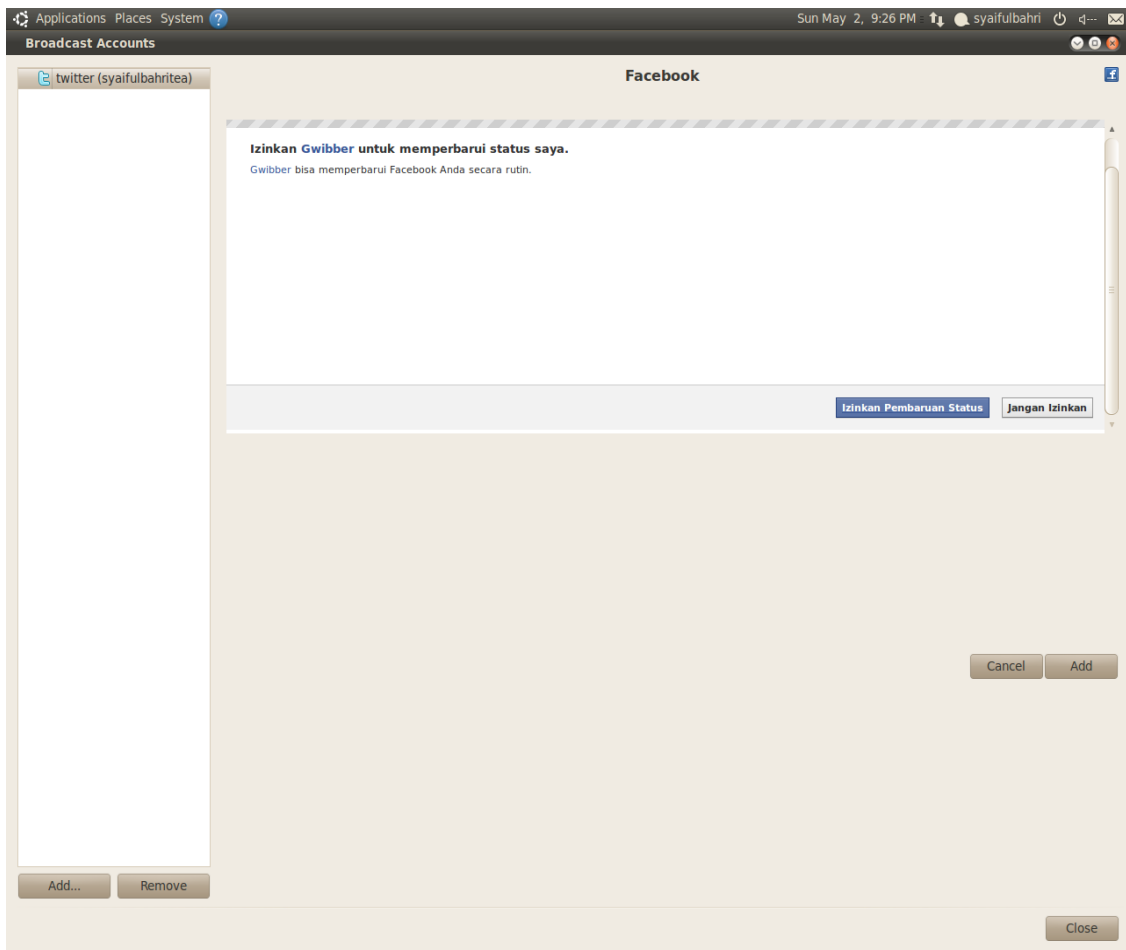 Applications Places System ? Sun May 2, 9:26 PM syaifulbahri
Broadcast Accounts
twitter (syaifulbahritea)
Facebook
Izinkan Gwibber untuk memperbarui status saya.
Gwibber bisa memperbarui Facebook Anda secara rutin.
Izinkan Pembaruan Status Jangan Izinkan
Cancel Add
Add... Remove
Close